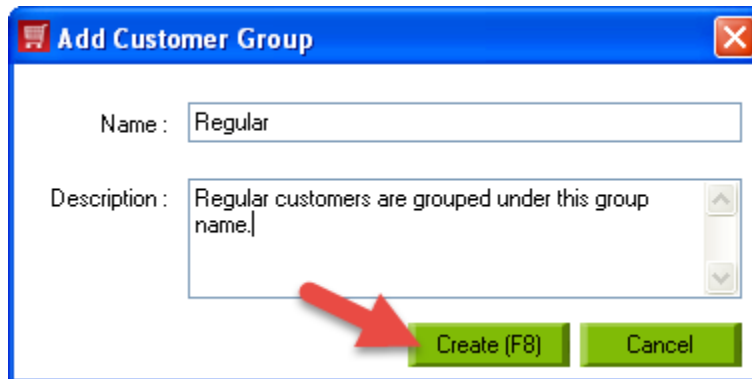 Add Customer Group
Name : Regular
Description : Regular customers are grouped under this group
name.
Create (F8) Cancel